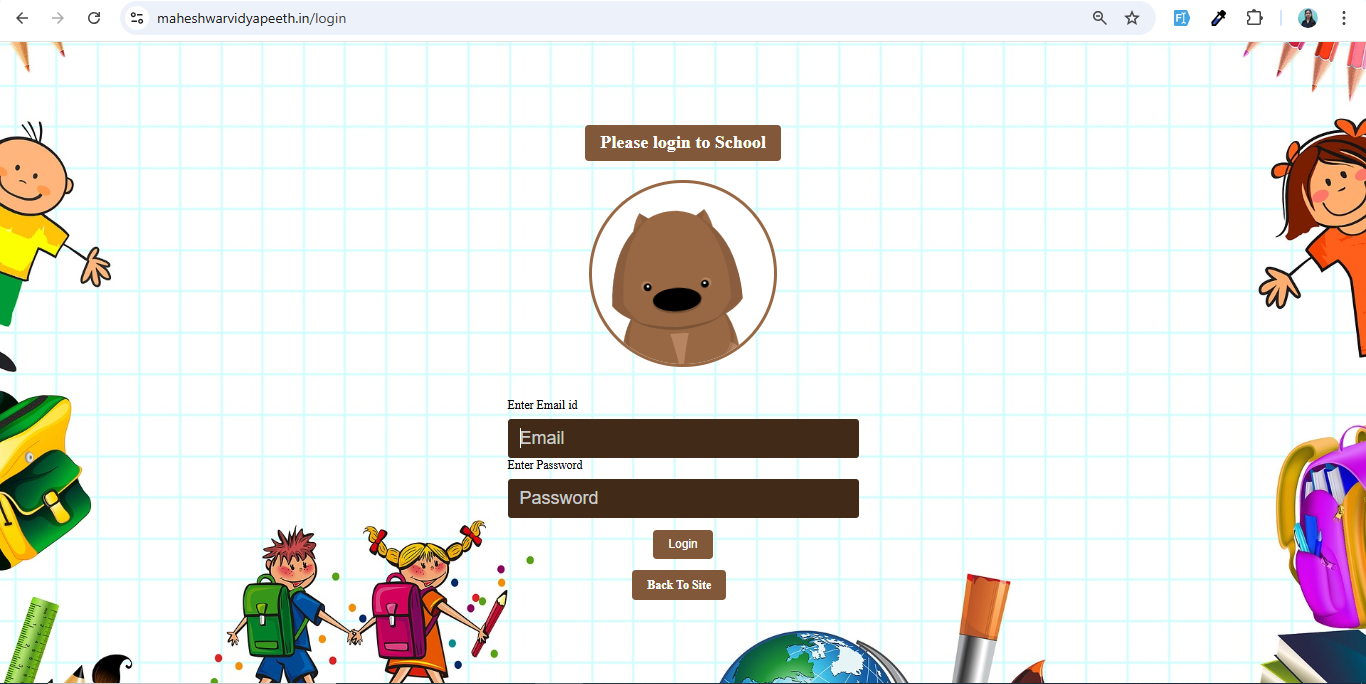 maheshwarvidyapeeth.in/login
Please login to School
Enter Email id
Email
Enter Password
Password
Login
Back To Site